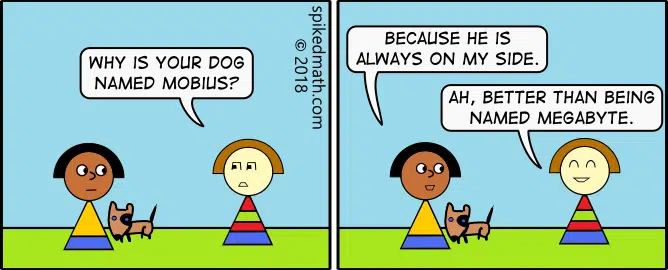 WHY IS YOUR DOG
NAMED MOBIUS?
spikedmath.com
© 2018
BECAUSE HE IS
ALWAYS ON MY SIDE.
AH, BETTER THAN BEING
NAMED MEGABYTE.